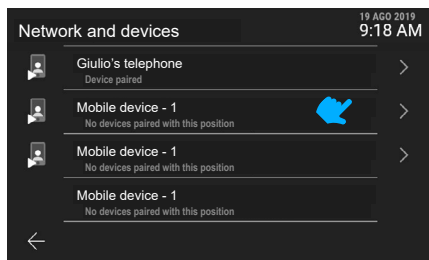 19 AGO 2019
Network and devices
9:18 AM
Giulio's telephone
Device paired
Mobile device - 1
No devices paired with this position
Mobile device - 1
No devices paired with this position
Mobile device - 1
No devices paired with this position